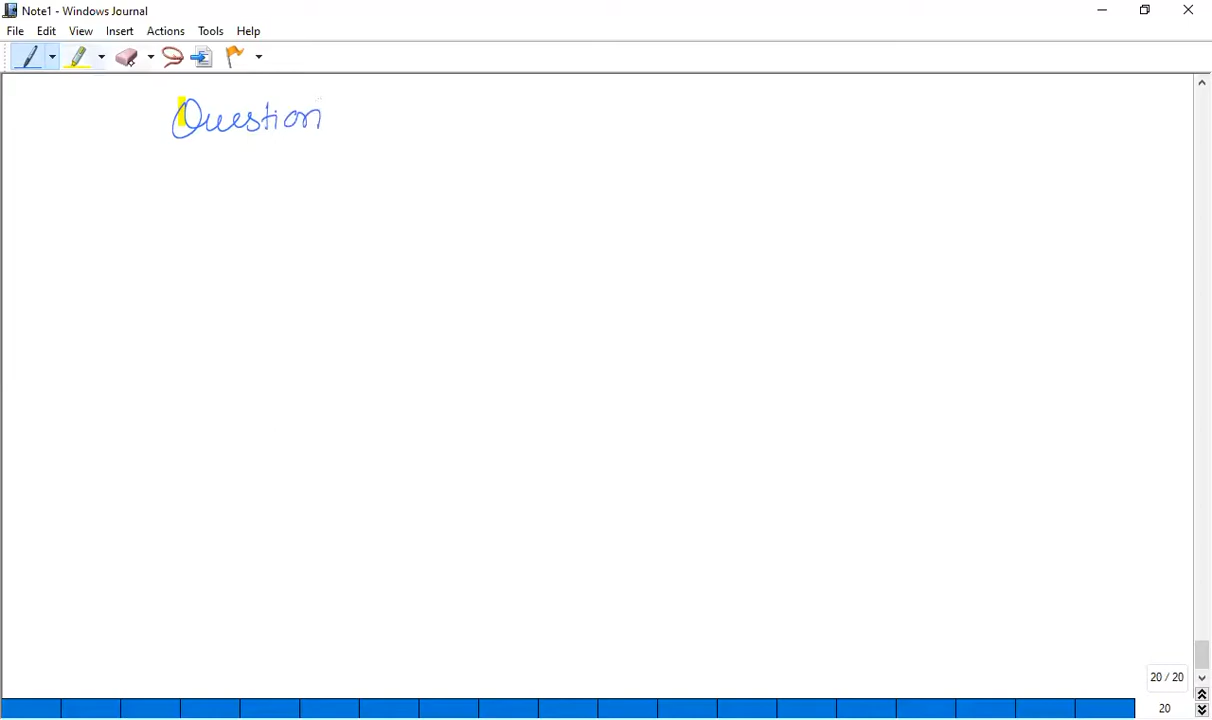 Note1 - Windows Journal
File Edit View Insert Actions Tools Help
Question
20 / 20
20